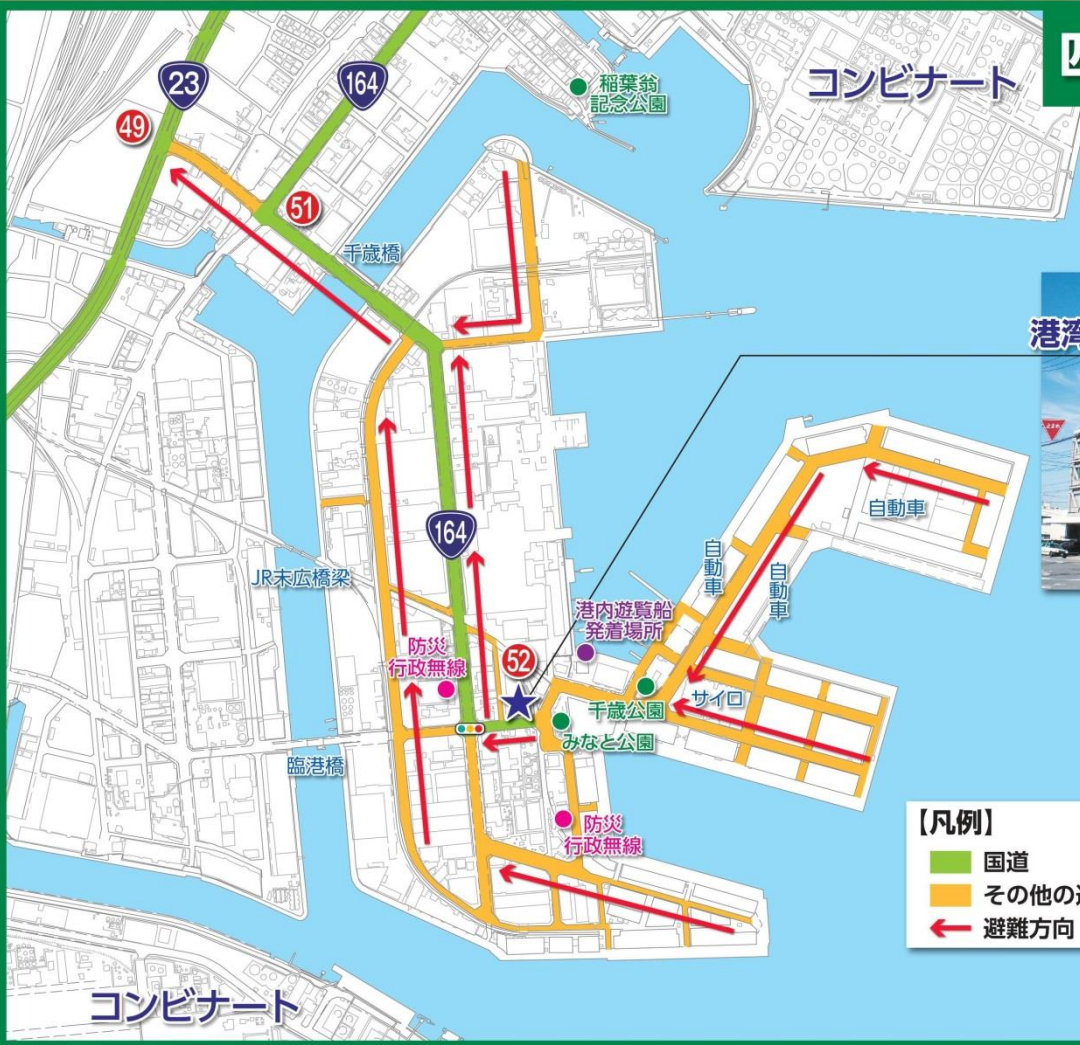 23
164
稲葉翁
記念公園
コンビナート
49
51
千歳橋
港湾
自動車
164
自動車
自動車
JR末広橋梁
港内遊覧船
発着場所
防災
行政無線
52
サイロ
千歳公園
みなと公園
臨港橋
防災
行政無線
【凡例】
国道
その他の
避難方向
コンビナート